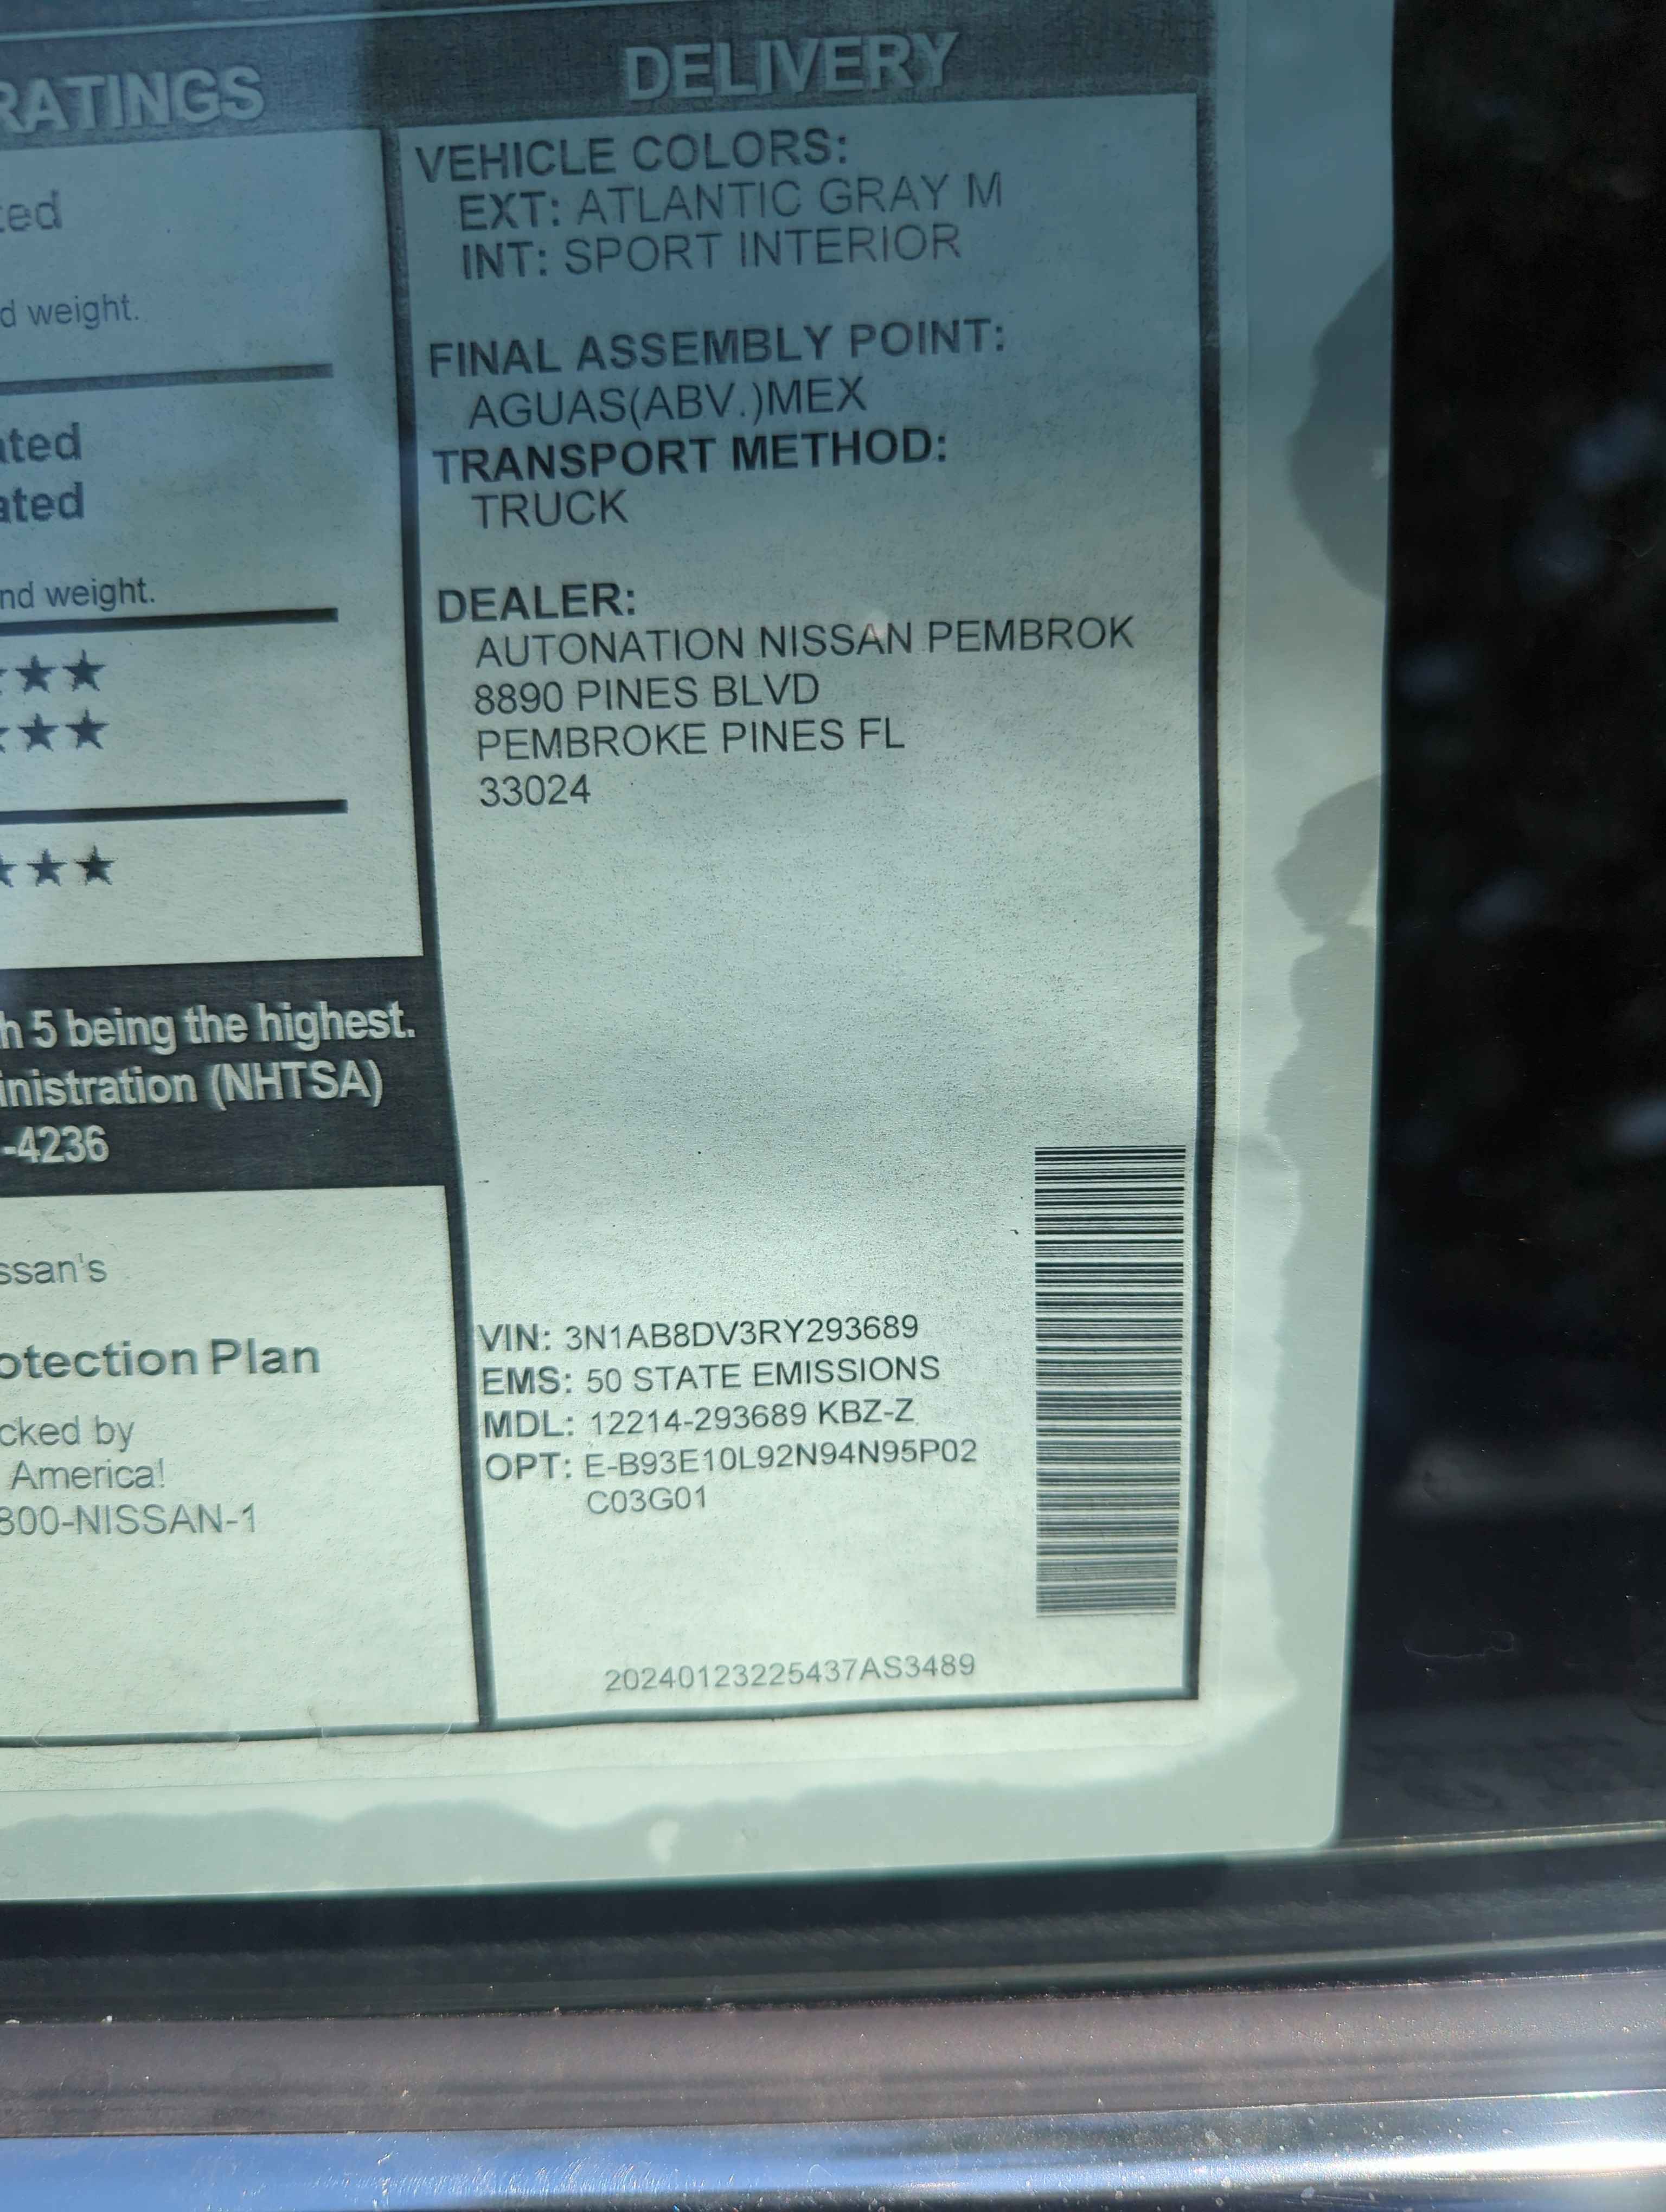 RATINGS
ted
d weight.
ated
ated
nd weight.
★★
★★
★★★
h 5 being the highest.
inistration (NHTSA)
-4236
ssan's
otection Plan
cked by
America!
800-NISSAN-1
DELIVERY
VEHICLE COLORS:
EXT: ATLANTIC GRAY M
INT: SPORT INTERIOR
FINAL ASSEMBLY POINT:
AGUAS(ABV.)MEX
TRANSPORT METHOD:
TRUCK
DEALER:
AUTONATION NISSAN PEMBROK
8890 PINES BLVD
PEMBROKE PINES FL
33024
VIN: 3N1AB8DV3RY293689
EMS: 50 STATE EMISSIONS
MDL: 12214-293689 KBZ-Z
OPT: E-B93E10L92N94N95P02
C03G01
20240123225437AS3489